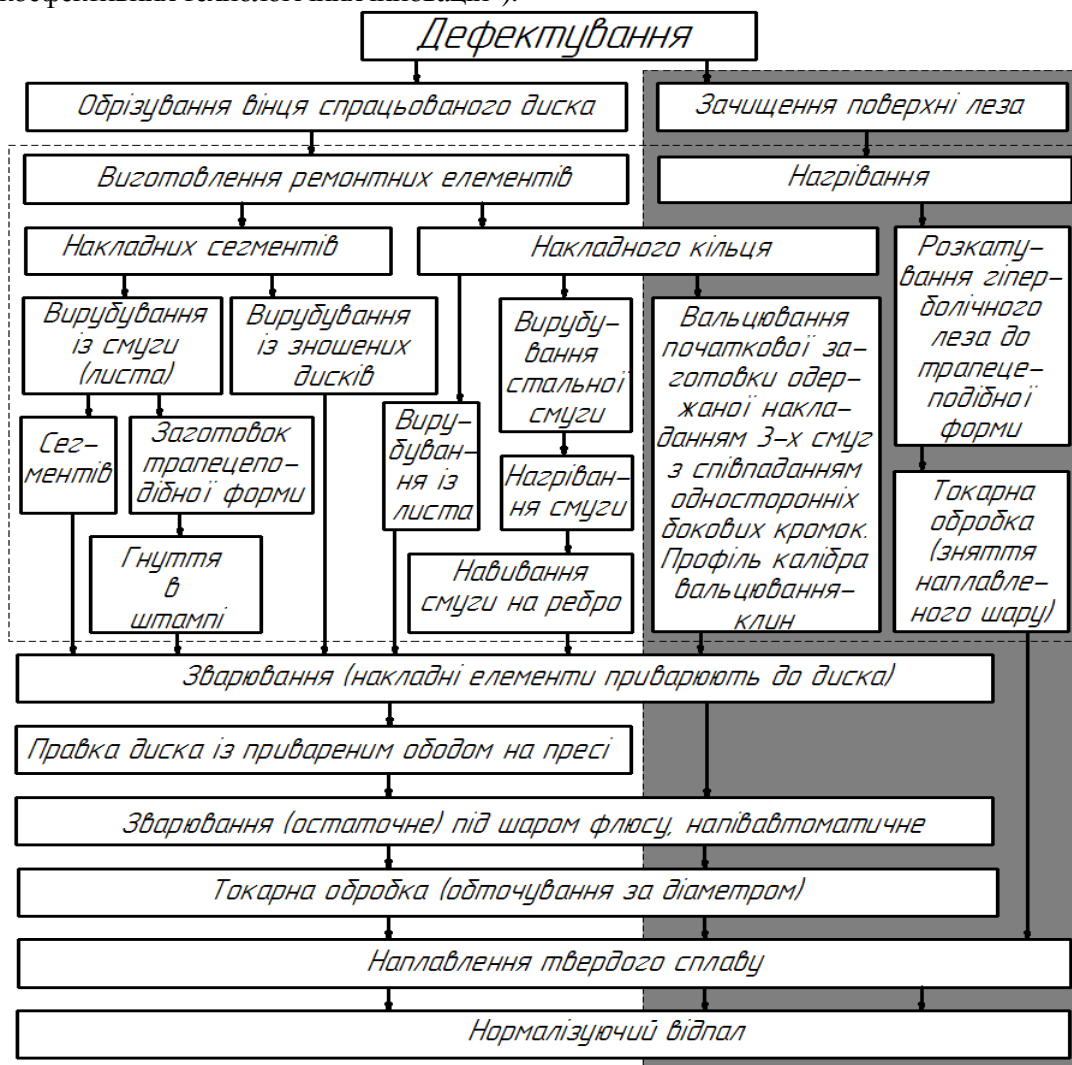 коефективний технологічний інновацій").
Дефектування
Обрізування вінця спрацьованого диска
Зачищення поверхні леза
Виготовлення ремонтних елементів
Нагрівання
Накладних сегментів
Накладного кільця
Розкату-
вання гіпер-
болічного
леза до
трапеце-
подібної
форми
Вирубування
із смуги
(листа)
Вирубування
із зношених
дисків
Вирубу-
вання
стальної
смуги
Вальцювання
початкової за-
готовки одер-
жаної накла-
данням 3-х смуг
з співпаданням
односторонніх
бокових кромок.
Профіль калібра
вальцювання-
клин
Сег-
ментів
Заготовок
трапецепо-
дібної форми
Виру-
буван-
ня із
листа
Нагріван-
ня смуги
Токарна
обробка
(зняття
наплавле-
ного шару)
Гнуття
в
штампі
Навивання
смуги на ребро
Зварювання (накладні елементи приварюють до диска)
Правка диска із привареним ободом на пресі
Зварювання (остаточне) під шаром флюсу, напівавтоматичне
Токарна обробка (обточування за діаметром)
Наплавлення твердого сплаву
Нормалізуючий відпал